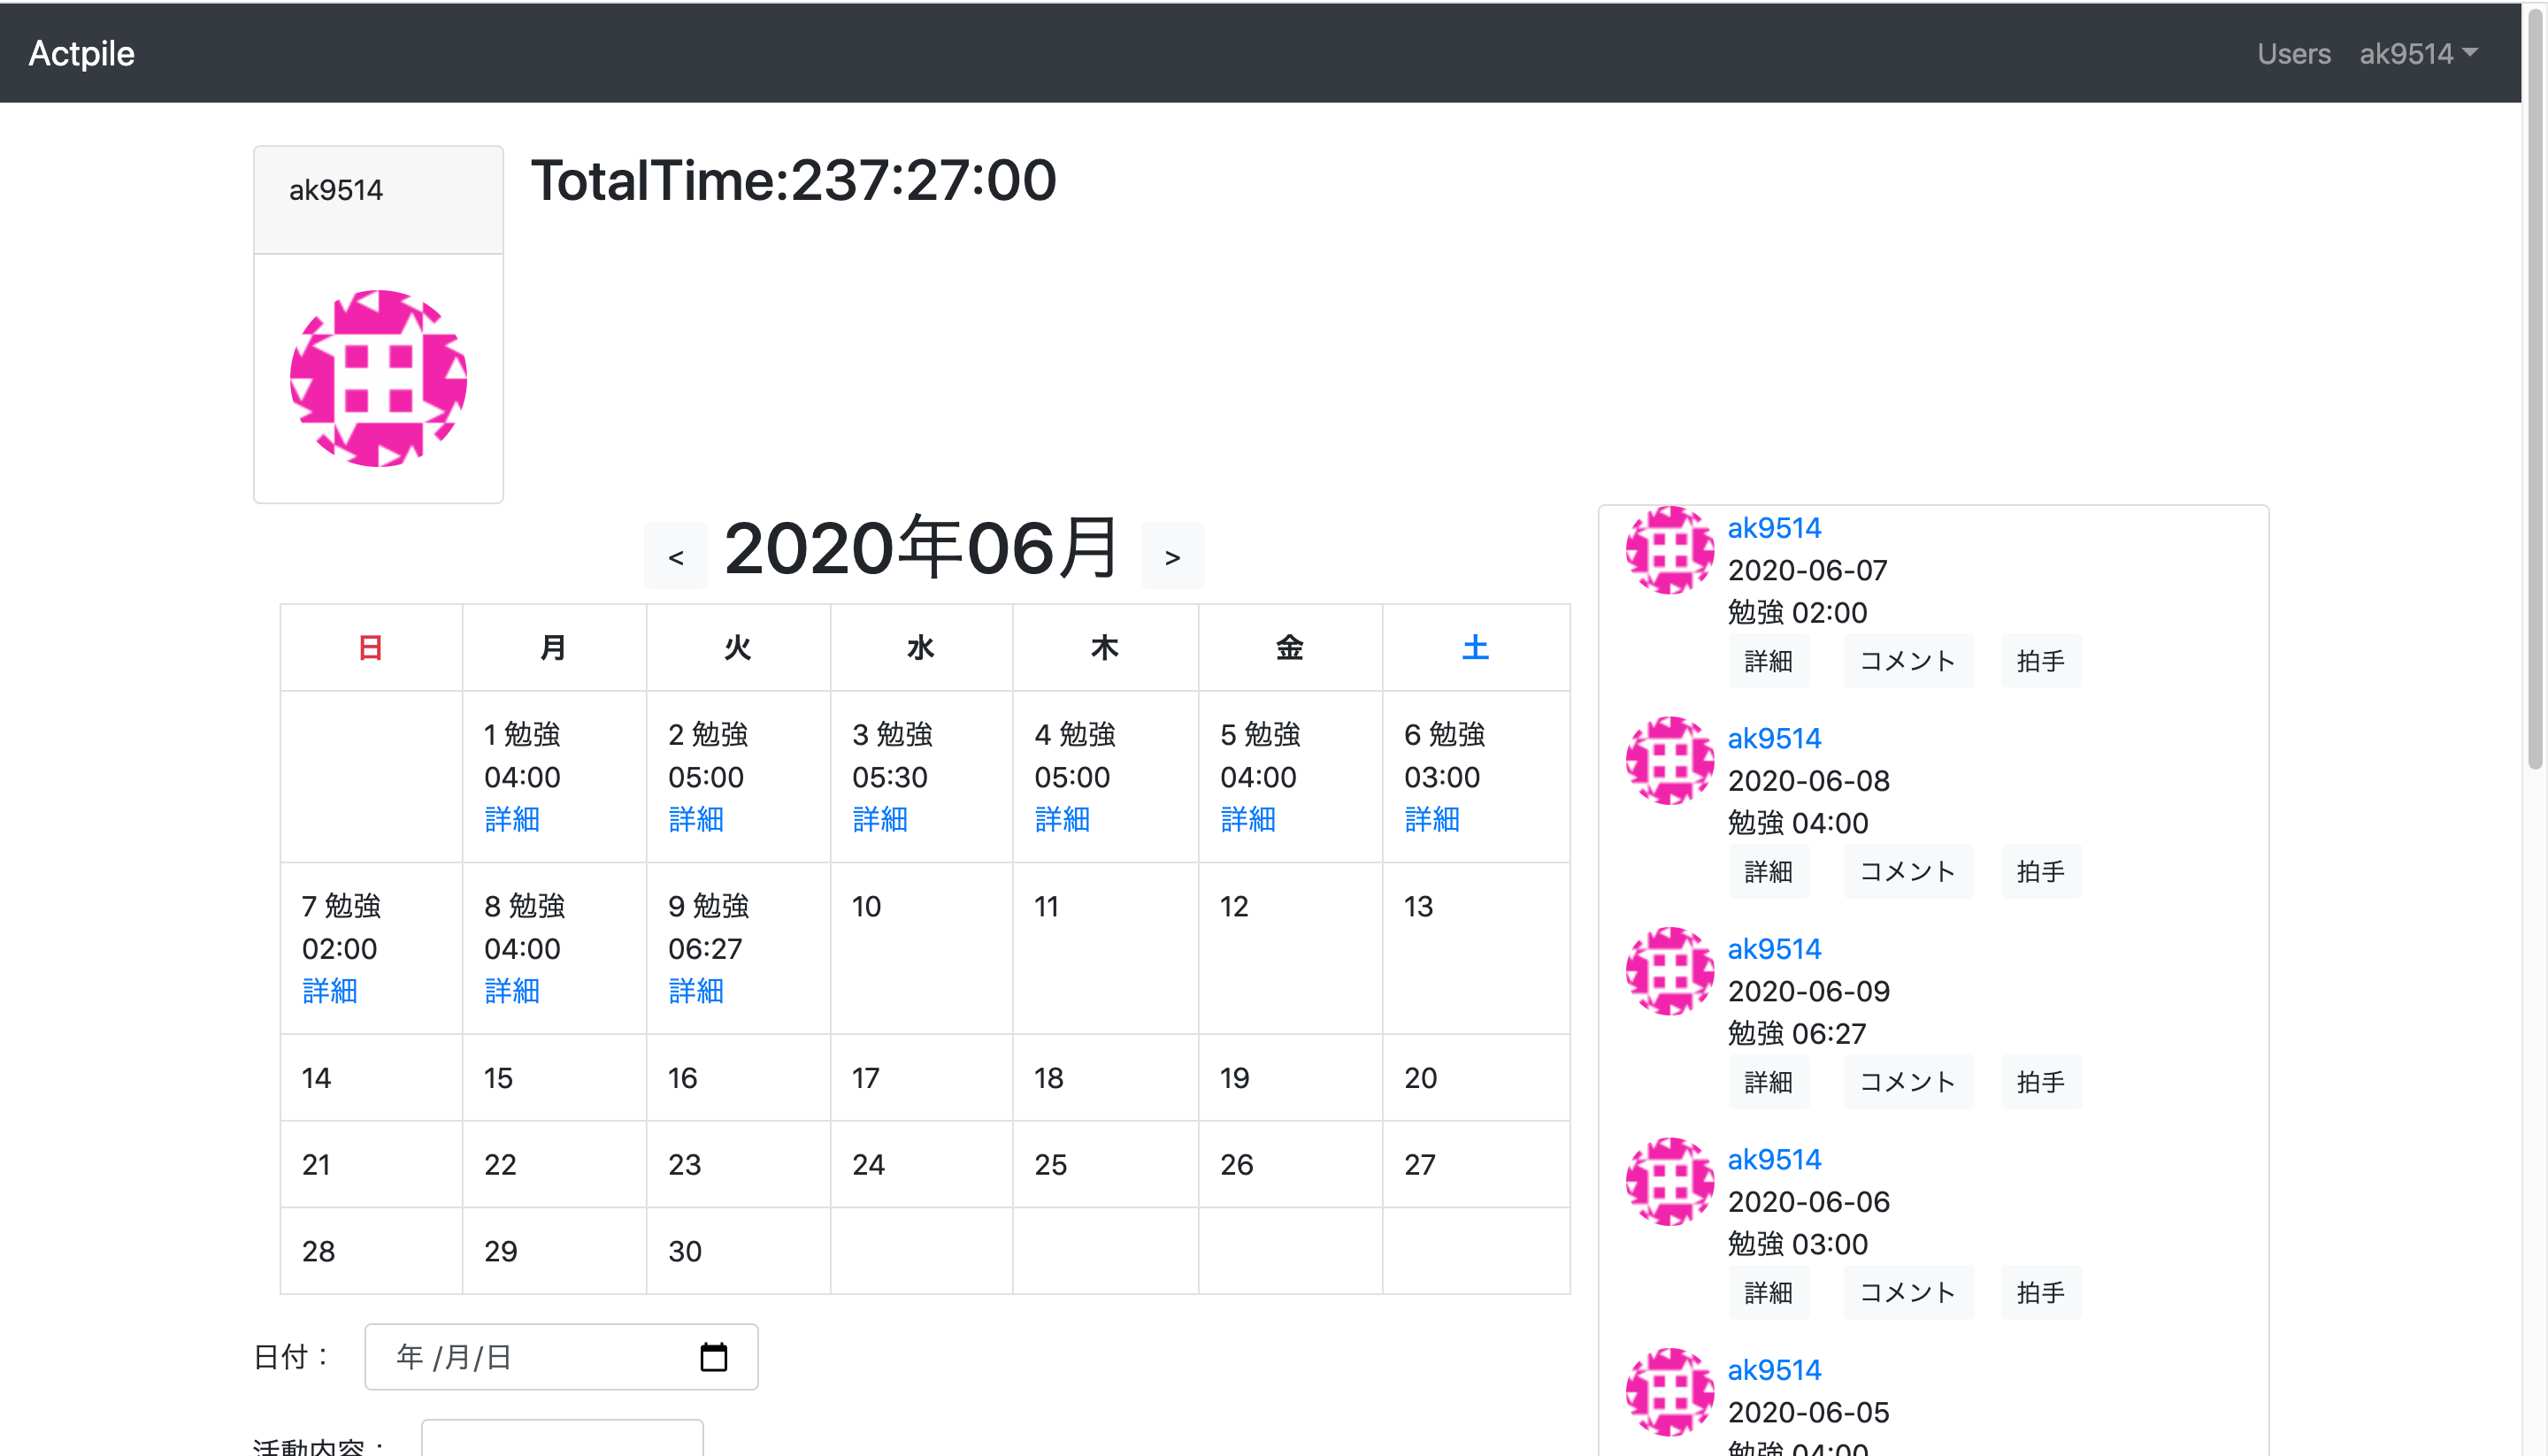 Actpile
Users ak9514
ak9514
TotalTime:237:27:00
< 2020年06月 >
日 月 火 水 木 金 土
1 勉強 04:00 詳細
2 勉強 05:00 詳細
3 勉強 05:30 詳細
4 勉強 05:00 詳細
5 勉強 04:00 詳細
6 勉強 03:00 詳細
7 勉強 02:00 詳細
8 勉強 04:00 詳細
9 勉強 06:27 詳細
10 11 12 13
14 15 16 17 18 19 20
21 22 23 24 25 26 27
28 29 30
日付： 年 /月/日
活動内容：
ak9514
2020-06-07
勉強 02:00
詳細 コメント 拍手
ak9514
2020-06-08
勉強 04:00
詳細 コメント 拍手
ak9514
2020-06-09
勉強 06:27
詳細 コメント 拍手
ak9514
2020-06-06
勉強 03:00
詳細 コメント 拍手
ak9514
2020-06-05
勉強 04:00